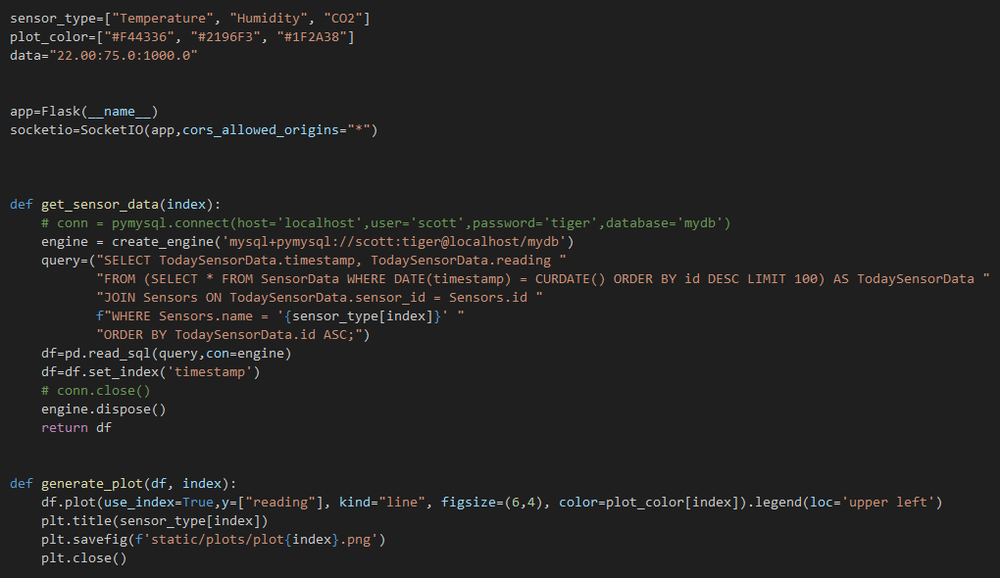 sensor_type=["Temperature", "Humidity", "CO2"]
plot_color=["#F44336", "#2196F3", "#1F2A38"]
data="22.00:75.0:1000.0"
app=Flask(__name__)
socketio=SocketIO(app,cors_allowed_origins="*")
def get_sensor_data(index):
    # conn = pymysql.connect(host='localhost',user='scott',password='tiger',database='mydb')
    engine = create_engine('mysql+pymysql://scott:tiger@localhost/mydb')
    query=("SELECT TodaySensorData.timestamp, TodaySensorData.reading "
           "FROM (SELECT * FROM SensorData WHERE DATE(timestamp) = CURDATE() ORDER BY id DESC LIMIT 100) AS TodaySensorData "
           "JOIN Sensors ON TodaySensorData.sensor_id = Sensors.id "
           f"WHERE Sensors.name = '{sensor_type[index]}' "
           "ORDER BY TodaySensorData.id ASC;")
    df=pd.read_sql(query,con=engine)
    df=df.set_index('timestamp')
    # conn.close()
    engine.dispose()
    return df
def generate_plot(df, index):
    df.plot(use_index=True,y=["reading"], kind="line", figsize=(6,4), color=plot_color[index]).legend(loc='upper left')
    plt.title(sensor_type[index])
    plt.savefig(f'static/plots/plot{index}.png')
    plt.close()